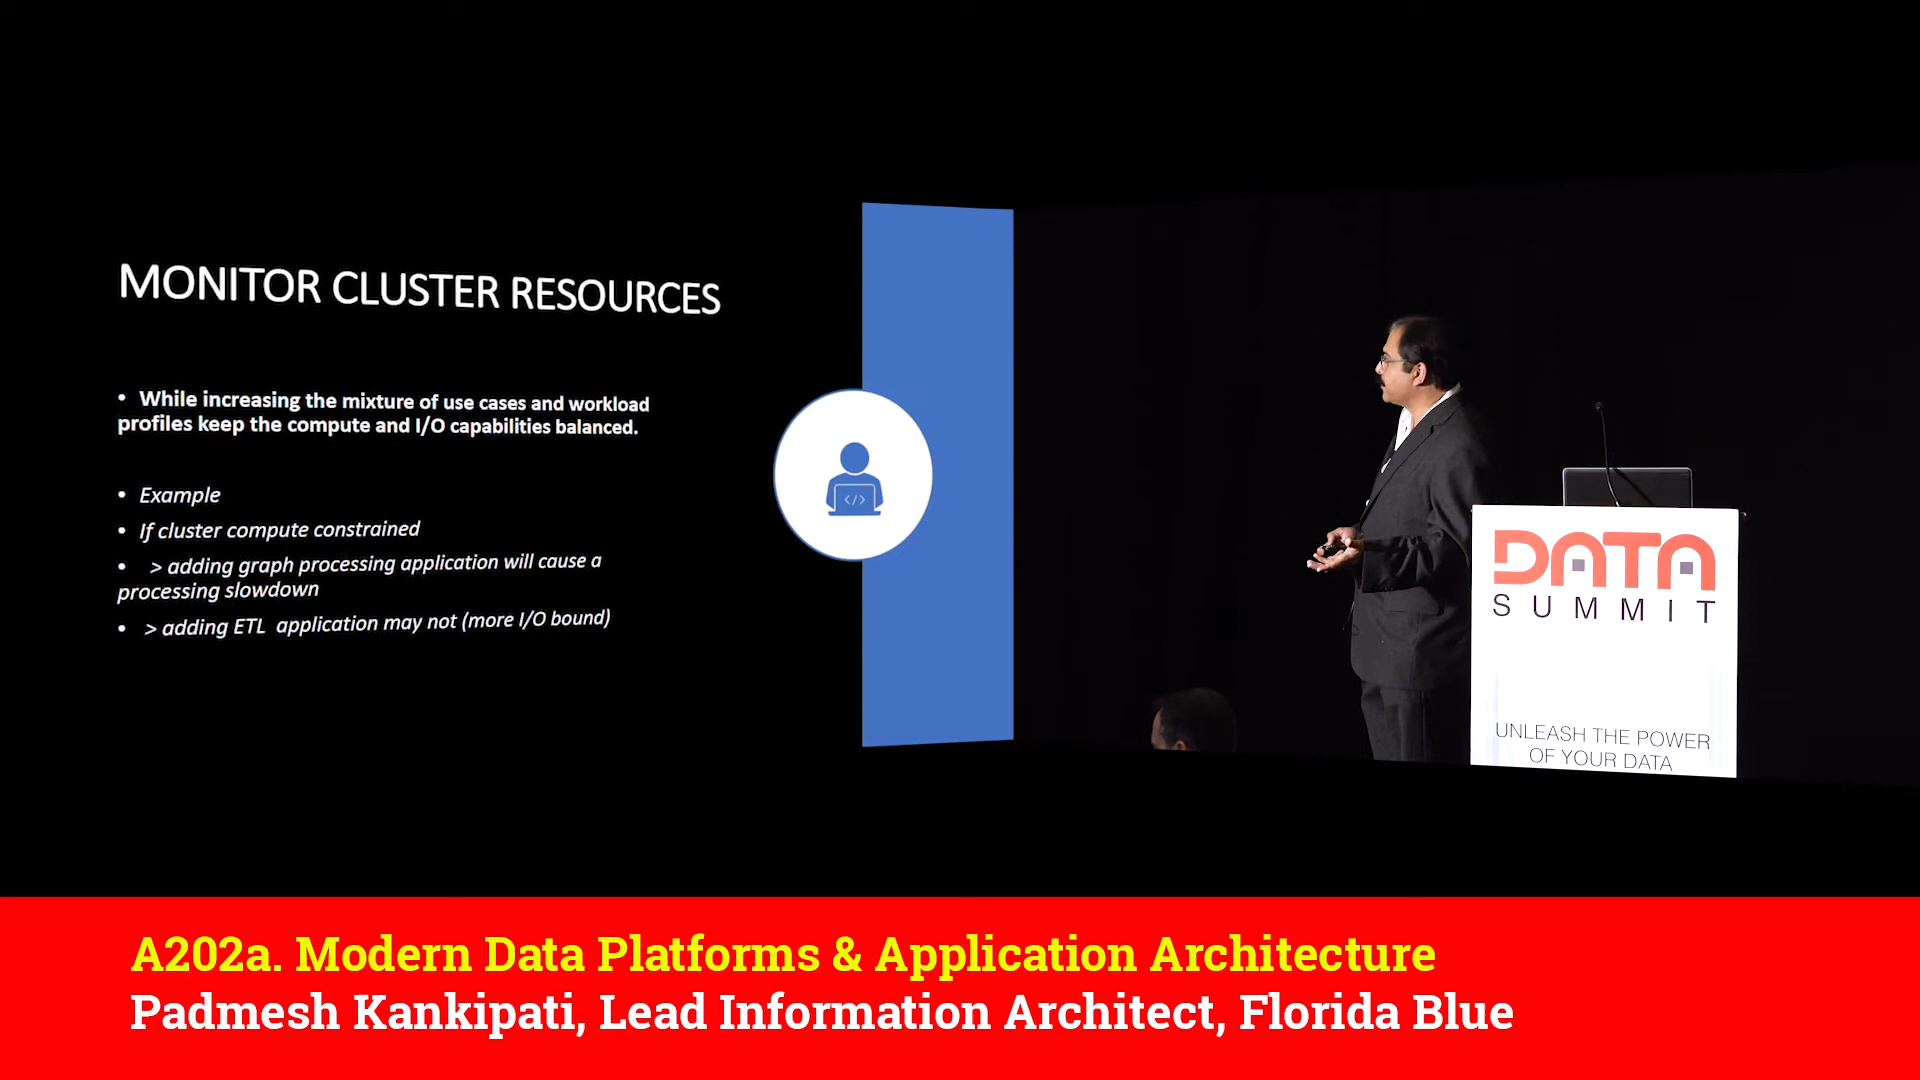 MONITOR CLUSTER RESOURCES
• While increasing the mixture of use cases and workload
profiles keep the compute and I/O capabilities balanced.
• Example
• If cluster compute constrained
• > adding graph processing application will cause a
processing slowdown
• > adding ETL application may not (more I/O bound)
</>
DATA
SUMMIT
UNLEASH THE POWER
OF YOUR DATA
A202a. Modern Data Platforms & Application Architecture
Padmesh Kankipati, Lead Information Architect, Florida Blue